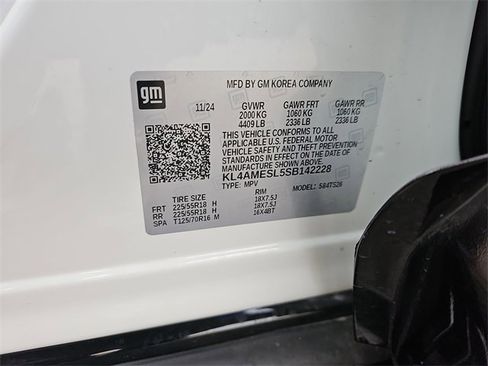 gm
MFD BY GM KOREA COMPANY
11/24 GVWR GAWR FRT GAWR RR
2000 KG 1060 KG 1060 KG
4409 LB 2336 LB 2336 LB
THIS VEHICLE CONFORMS TO ALL
APPLICABLE U.S. FEDERAL MOTOR
VEHICLE SAFETY, BUMPER, AND THEFT
PREVENTION STANDARDS IN EFFECT
ON THE DATE OF MANUFACTURE
SHOWN ABOVE.
KL4AMESL5SB142228
TYPE: MPV MODEL: 584TS26
TIRE SIZE RIM
FRT 225/55R18 H 18X7.5J
RR 225/55R18 H 18X7.5J
SPA T125/70R16 M 16X4BT